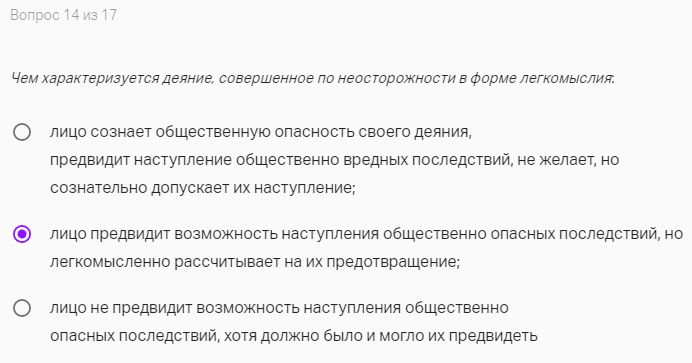 Вопрос 14 из 17
Чем характеризуется деяние, совершенное по неосторожности в форме легкомыслия:
лицо сознает общественную опасность своего деяния,
предвидит наступление общественно вредных последствий, не желает, но
сознательно допускает их наступление;
лицо предвидит возможность наступления общественно опасных последствий, но
легкомысленно рассчитывает на их предотвращение;
лицо не предвидит возможность наступления общественно
опасных последствий, хотя должно было и могло их предвидеть